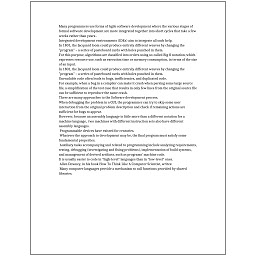 Many programmers use forms of Agile software development where the various stages of
formal software development are more integrated together into short cycles that take a few
weeks rather than years.
Integrated development environments (IDEs) aim to integrate all such help.
In 1801, the Jacquard loom could produce entirely different weaves by changing the
"program" – a series of pasteboard cards with holes punched in them.
For this purpose, algorithms are classified into orders using so-called Big O notation, which
expresses resource use, such as execution time or memory consumption, in terms of the size
of an input.
In 1801, the Jacquard loom could produce entirely different weaves by changing the
"program" – a series of pasteboard cards with holes punched in them.
Unreadable code often leads to bugs, inefficiencies, and duplicated code.
For example, when a bug in a compiler can make it crash when parsing some large source
file, a simplification of the test case that results in only few lines from the original source file
can be sufficient to reproduce the same crash.
There are many approaches to the Software development process.
When debugging the problem in a GUI, the programmer can try to skip some user
interaction from the original problem description and check if remaining actions are
sufficient for bugs to appear.
However, because an assembly language is little more than a different notation for a
machine language, two machines with different instruction sets also have different
assembly languages.
Programmable devices have existed for centuries.
Whatever the approach to development may be, the final program must satisfy some
fundamental properties.
Auxiliary tasks accompanying and related to programming include analyzing requirements,
testing, debugging (investigating and fixing problems), implementation of build systems,
and management of derived artifacts, such as programs' machine code.
It is usually easier to code in "high-level" languages than in "low-level" ones.
Allen Downey, in his book How To Think Like A Computer Scientist, writes:
Many computer languages provide a mechanism to call functions provided by shared
libraries.